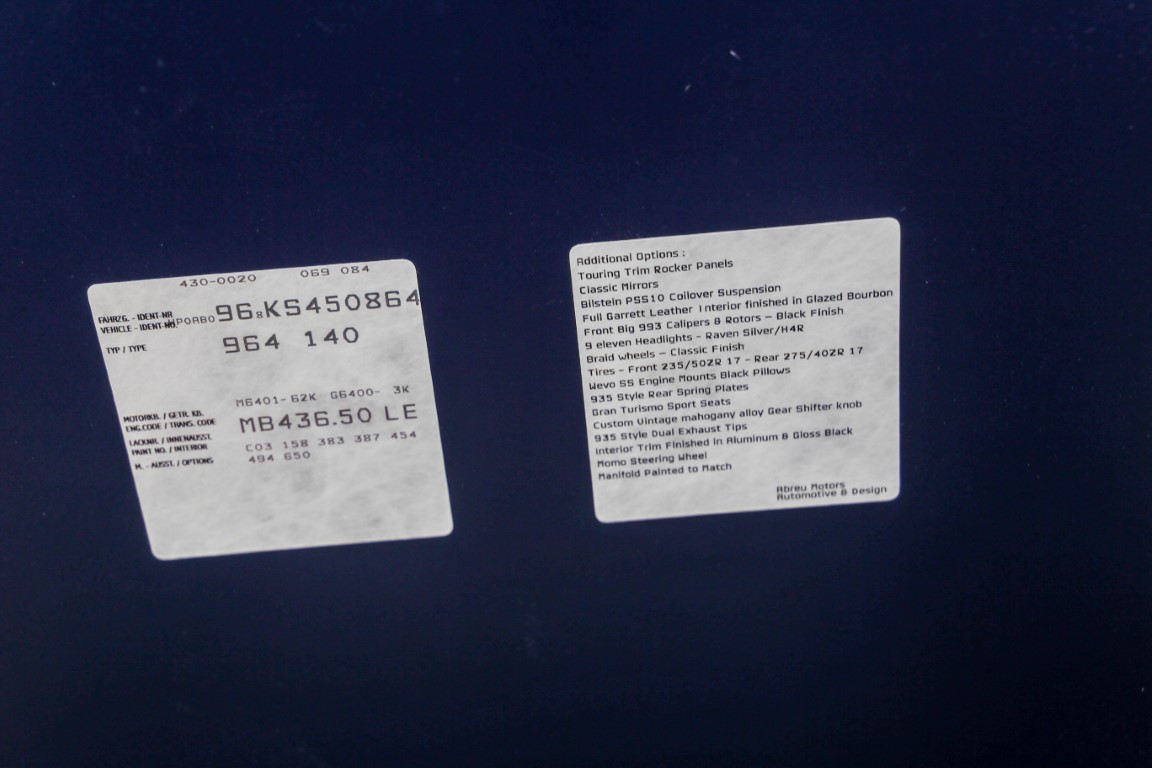 430-0020 069 084
FAHRZG. - IDENT-NR
VEHICLE - IDENT-NO. WPOAB0 96 8 KS450864
TYP / TYPE 964 140
MOTORKB. / GETR. KB.
ENG.CODE / TRANS. CODE M6401-62K G6400- 3K
LACKNR. / INNENAUSST.
PAINT NO. / INTERIOR MB436.50 LE
M. - AUSST. / OPTIONS C03 158 383 387 454
494 650
Additional Options :
Touring Trim Rocker Panels
Classic Mirrors
Bilstein PSS10 Coilover Suspension
Full Garrett Leather Interior finished in Glazed Bourbon
Front Big 993 Calipers & Rotors – Black Finish
9 eleven Headlights - Raven Silver/H4R
Braid wheels – Classic Finish
Tires - Front 235/50ZR 17 - Rear 275/40ZR 17
Wevo SS Engine Mounts Black Pillows
935 Style Rear Spring Plates
Gran Turismo Sport Seats
Custom Vintage mahogany alloy Gear Shifter knob
935 Style Dual Exhaust Tips
Interior Trim Finished in Aluminum & Gloss Black
Momo Steering Wheel
Manifold Painted to Match
Abreu Motors
Automotive & Design